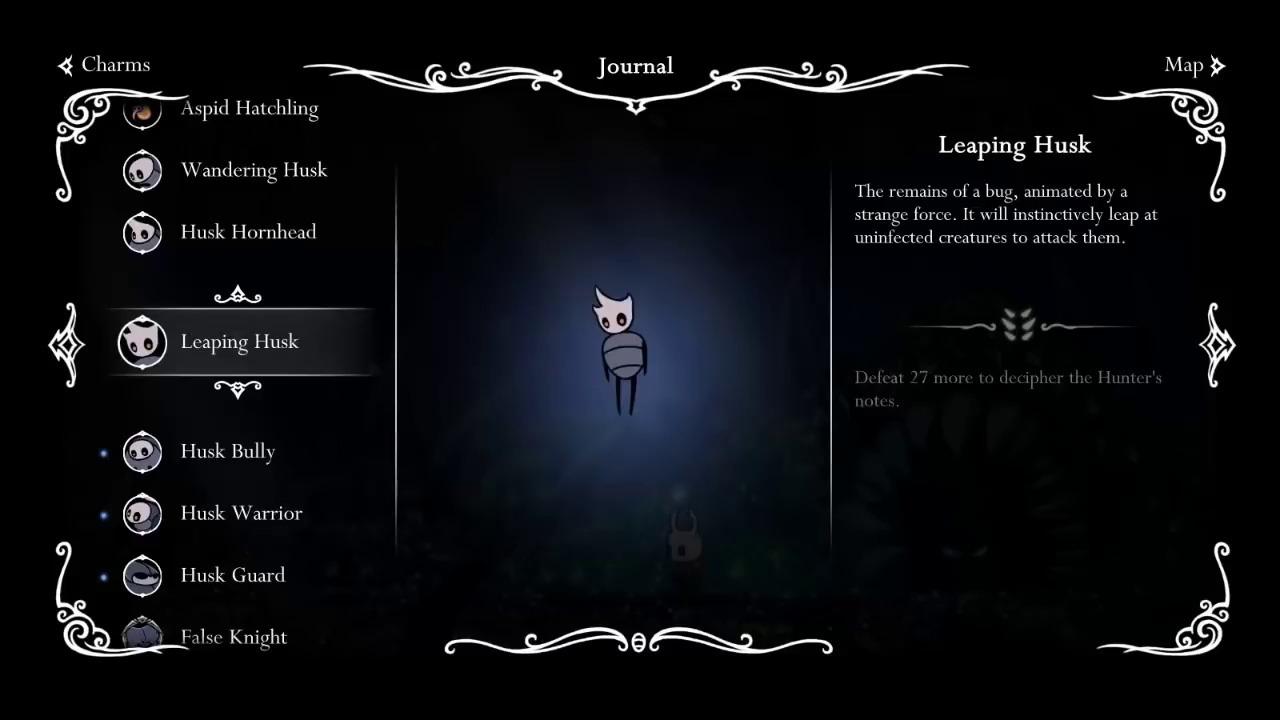 Charms
Journal
Map
Aspid Hatchling
Wandering Husk
Husk Hornhead
Leaping Husk
Husk Bully
Husk Warrior
Husk Guard
False Knight
Leaping Husk
The remains of a bug, animated by a
strange force. It will instinctively leap at
uninfected creatures to attack them.
Defeat 27 more to decipher the Hunter's
notes.